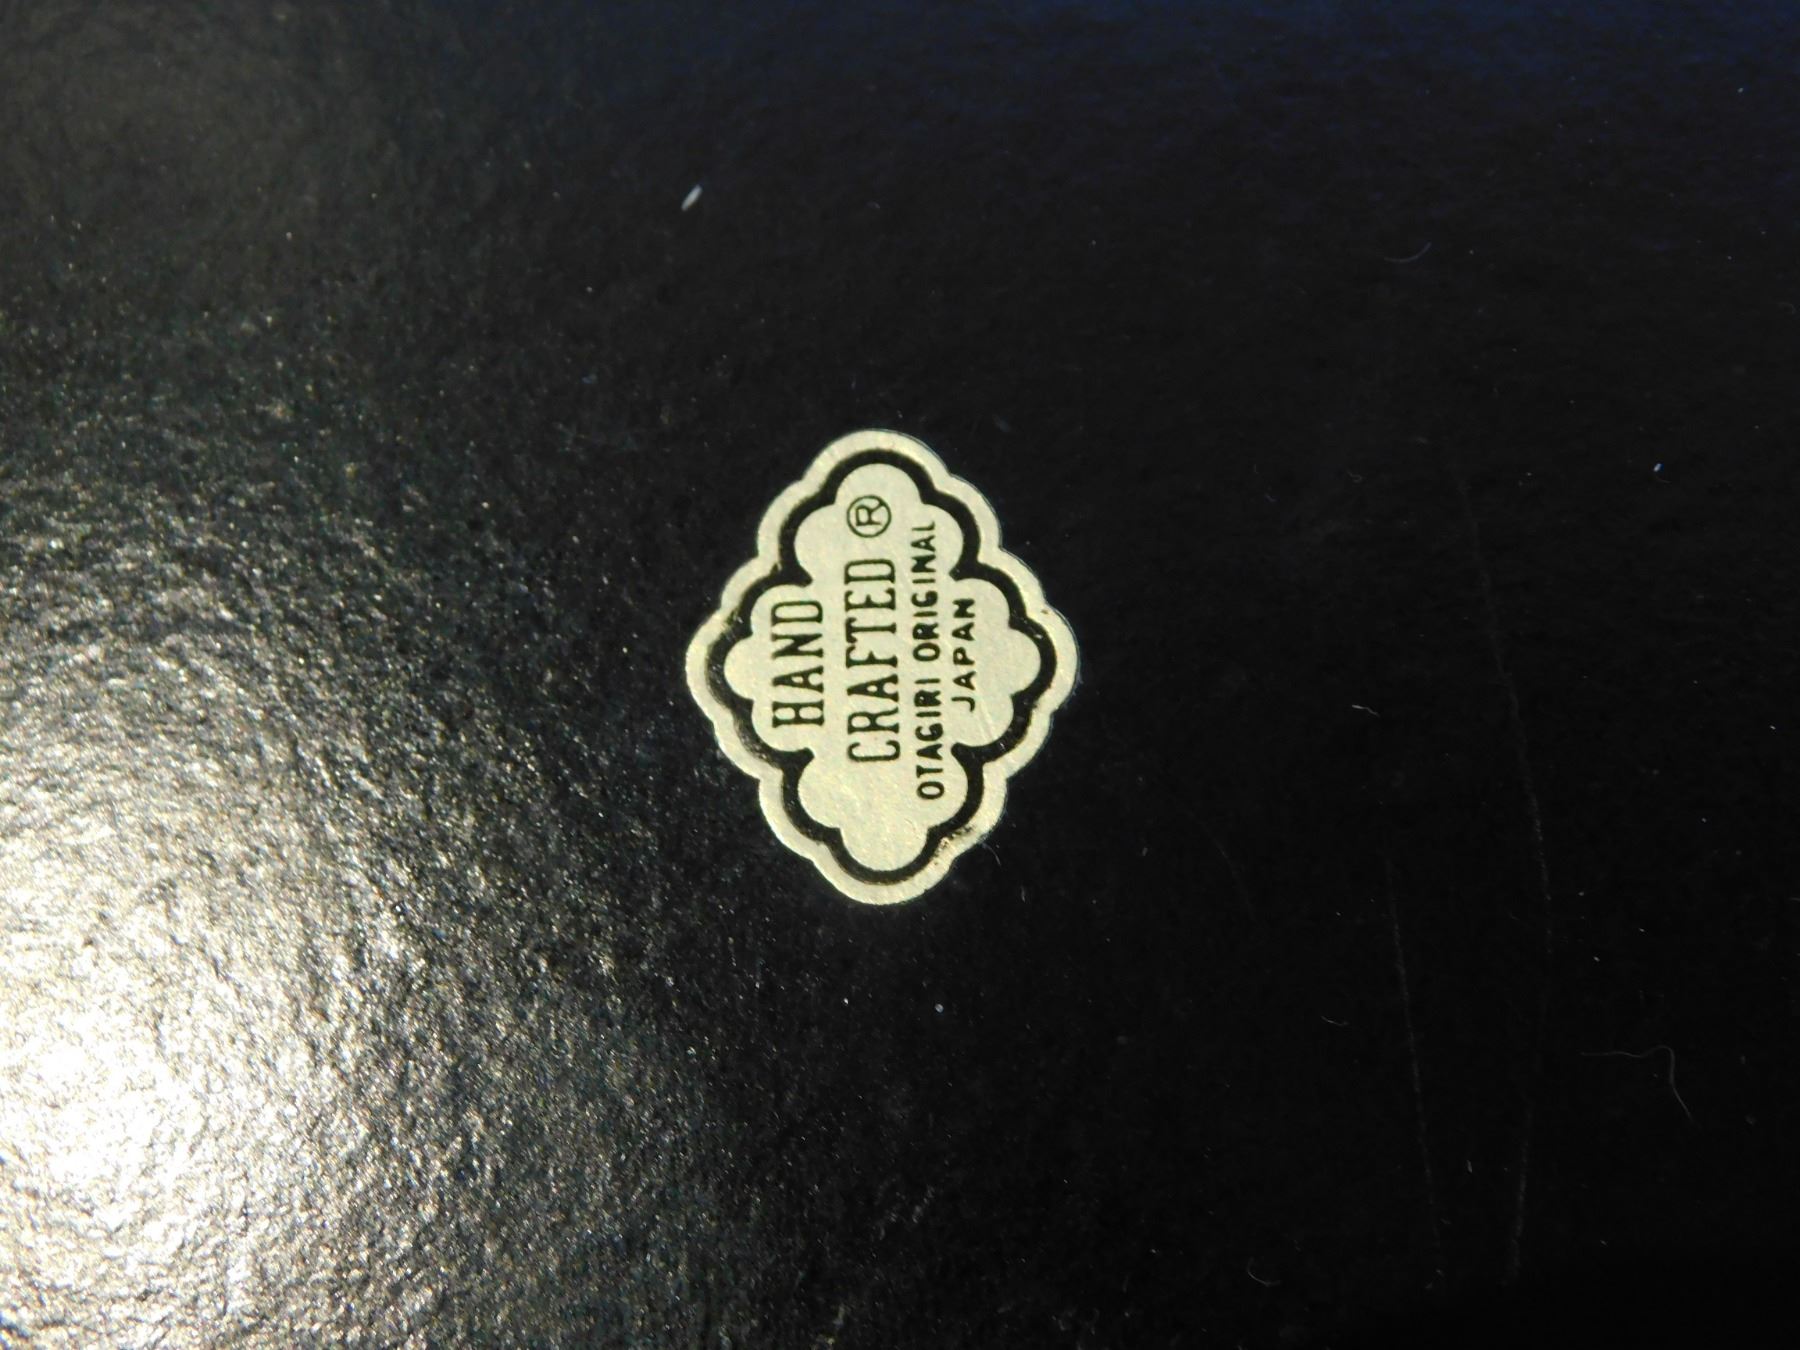 HAND
CRAFTED ®
OTAGIRI ORIGINAL
JAPAN